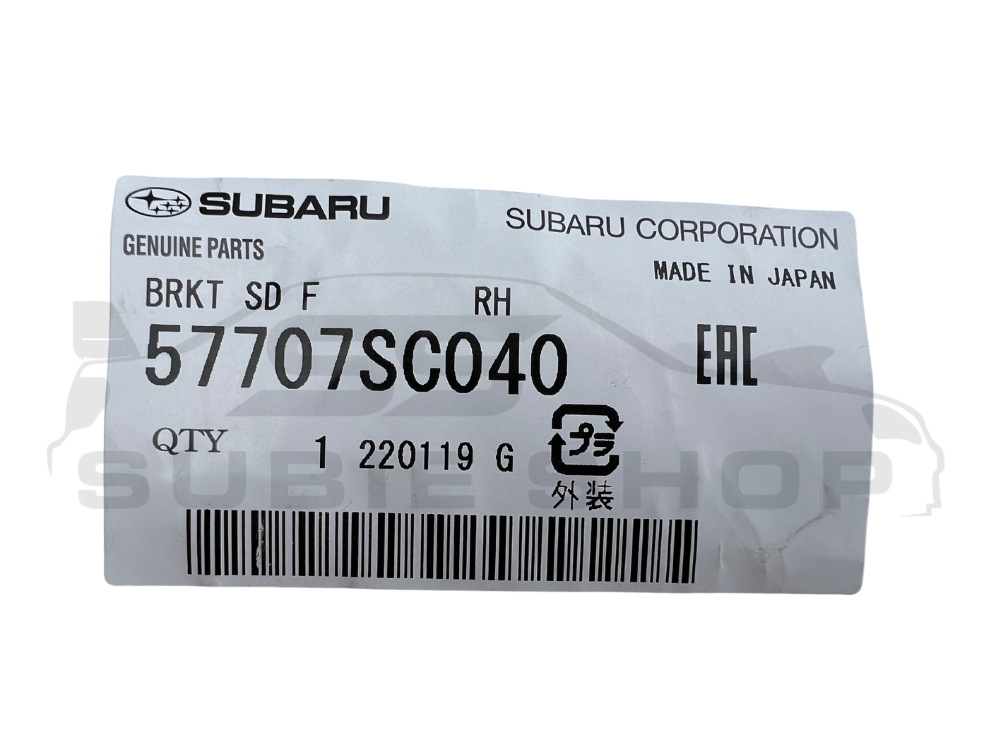 SUBARU
SUBARU CORPORATION
GENUINE PARTS
MADE IN JAPAN
BRKT SD F RH
57707SC040
EAC
QTY 1 220119 G
プラ
外装
SUBIE SHOP